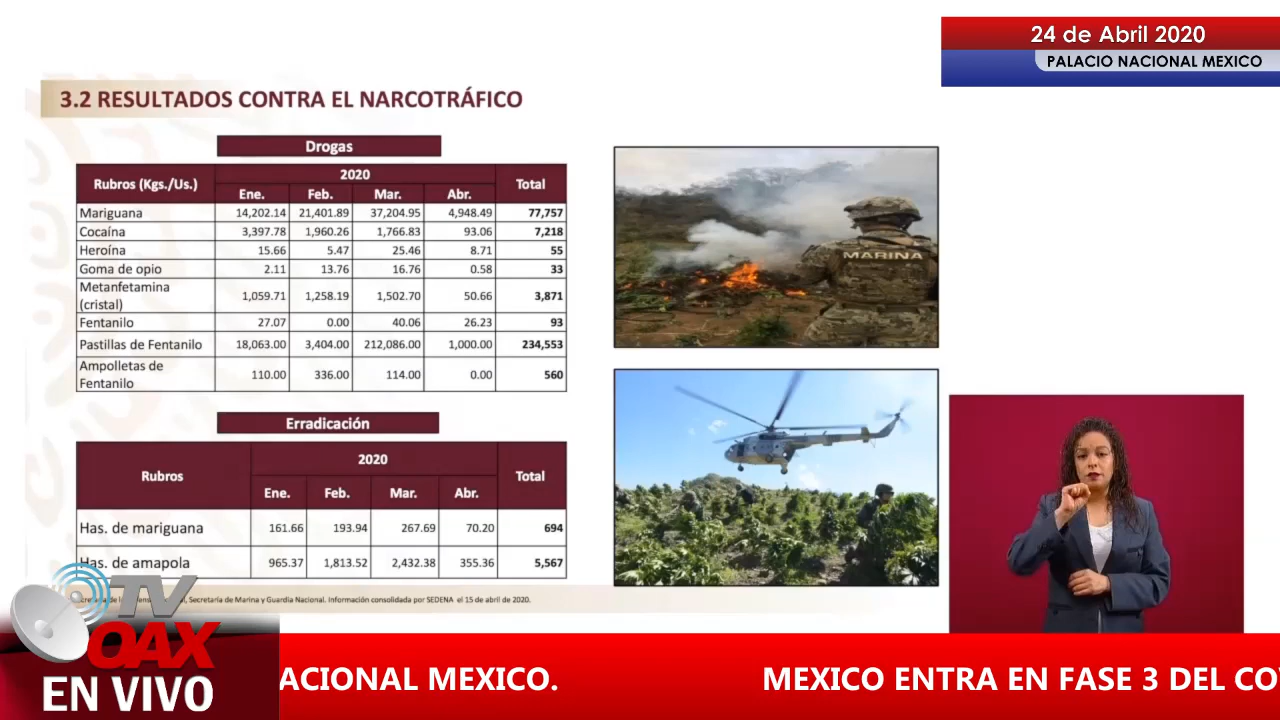 24 de Abril 2020
PALACIO NACIONAL MEXICO
3.2 RESULTADOS CONTRA EL NARCOTRÁFICO
Drogas
Rubros (Kgs./Us.) 2020 Total
Ene. Feb. Mar. Abr.
Mariguana 14,202.14 21,401.89 37,204.95 4,948.49 77,757
Cocaína 3,397.78 1,960.26 1,766.83 93.06 7,218
Heroína 15.66 5.47 25.46 8.71 55
Goma de opio 2.11 13.76 16.76 0.58 33
Metanfetamina
(cristal) 1,059.71 1,258.19 1,502.70 50.66 3,871
Fentanilo 27.07 0.00 40.06 26.23 93
Pastillas de Fentanilo 18,063.00 3,404.00 212,086.00 1,000.00 234,553
Ampolletas de
Fentanilo 110.00 336.00 114.00 0.00 560
MARINA
Erradicación
Rubros 2020 Total
Ene. Feb. Mar. Abr.
Has. de mariguana 161.66 193.94 267.69 70.20 694
Has. de amapola 965.37 1,813.52 2,432.38 355.36 5,567
Secretaría de Marina y Guardia Nacional. Información consolidada por SEDENA el 15 de abril de 2020.
TV
OAX
EN VIVO
ACIONAL MEXICO. MEXICO ENTRA EN FASE 3 DEL CO